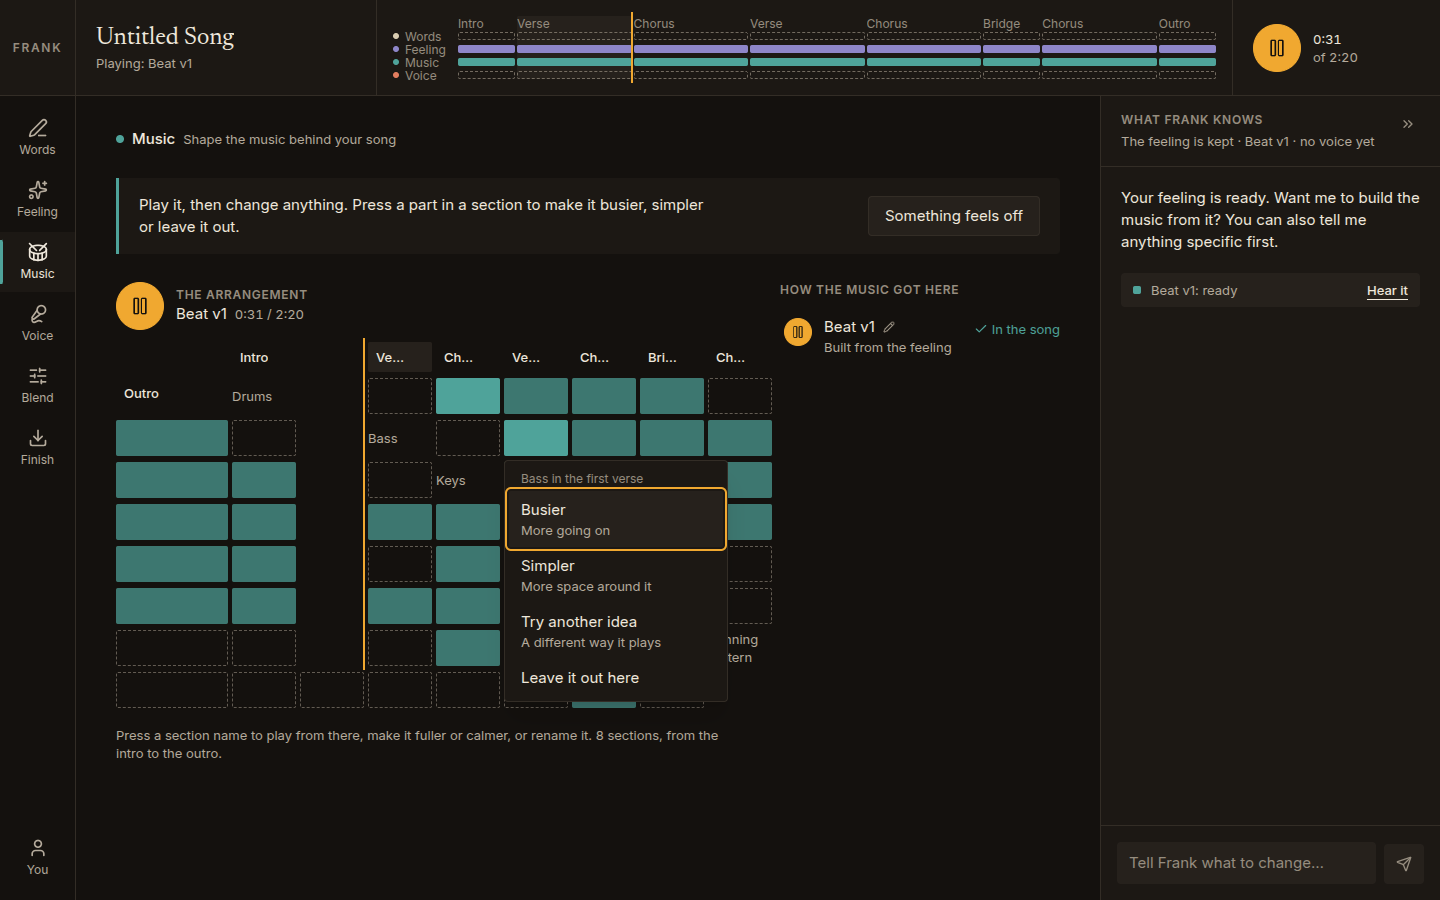 FRANK
Untitled Song
Playing: Beat v1
Intro
Verse
Chorus
Verse
Chorus
Bridge
Chorus
Outro
Words
Feeling
Music
Voice
0:31
of 2:20
Words
Feeling
Music
Voice
Blend
Finish
You
Music
Shape the music behind your song
Play it, then change anything. Press a part in a section to make it busier, simpler
or leave it out.
Something feels off
THE ARRANGEMENT
Beat v1 0:31 / 2:20
Intro
Ve...
Ch...
Ve...
Ch...
Bri...
Ch...
Outro
Drums
Bass
Keys
Bass in the first verse
Busier
More going on
Simpler
More space around it
Try another idea
A different way it plays
Leave it out here
Press a section name to play from there, make it fuller or calmer, or rename it. 8 sections, from the
intro to the outro.
HOW THE MUSIC GOT HERE
Beat v1
In the song
Built from the feeling
WHAT FRANK KNOWS
The feeling is kept · Beat v1 · no voice yet
Your feeling is ready. Want me to build the
music from it? You can also tell me
anything specific first.
Beat v1: ready
Hear it
Tell Frank what to change...